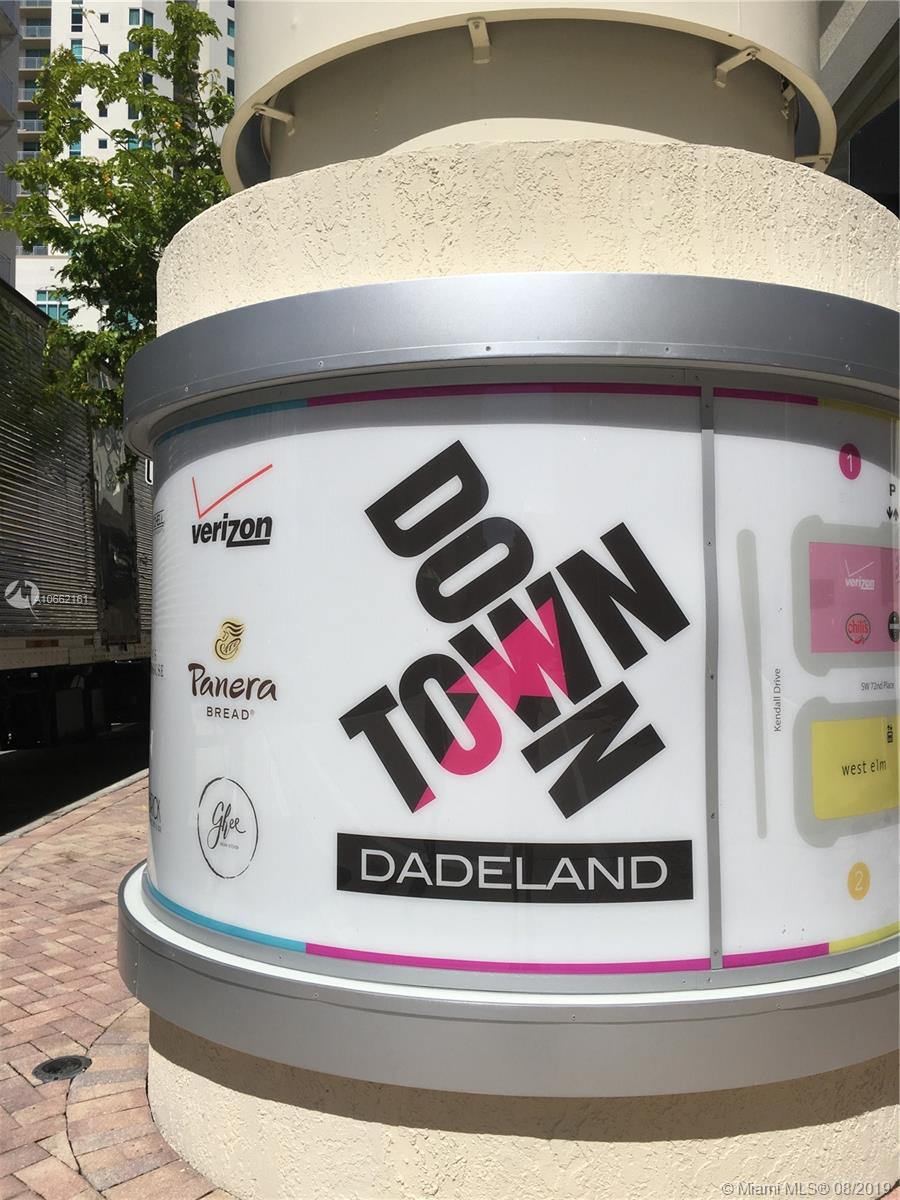 verizon
Panera
BREAD®
Ghee
DOWN
TOWN
DADELAND
1
P
verizon
chili's
SW 72nd Place
Kendall Drive
west elm
2
A10662161
© Miami MLS® 08/2019